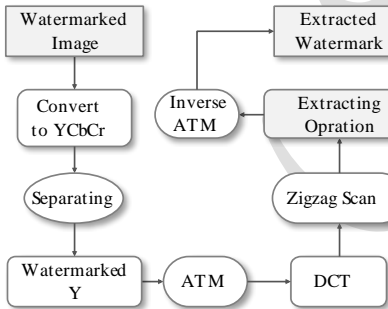 Watermarked
Image
Extracted
Watermark
Convert
to YCbCr
Inverse
ATM
Extracting
Opration
Separating
Zigzag Scan
Watermarked
Y
ATM
DCT